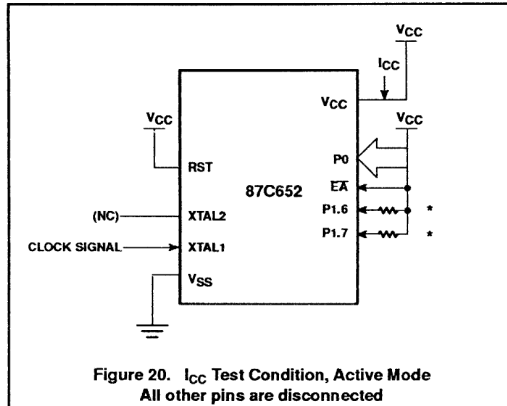 VCC
ICC
VCC
VCC
VCC
RST
P0
87C652
EA
(NC)
XTAL2
P1.6
*
CLOCK SIGNAL
XTAL1
P1.7
*
VSS
Figure 20. ICC Test Condition, Active Mode
All other pins are disconnected